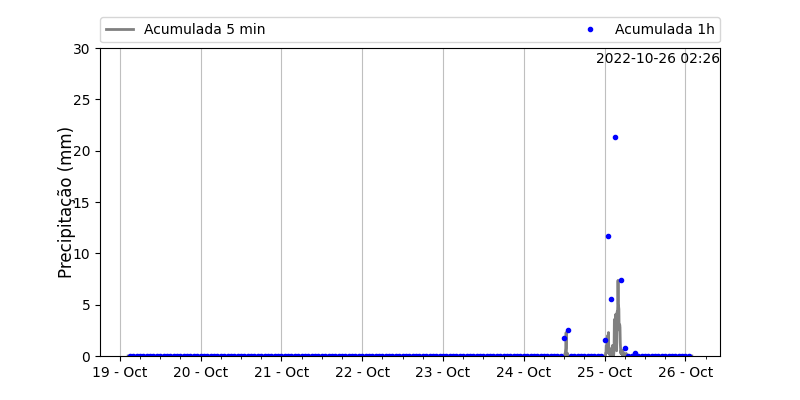 Acumulada 5 min
Acumulada 1h
2022-10-26 02:26
Precipitação (mm)
30
25
20
15
10
5
0
19 - Oct
20 - Oct
21 - Oct
22 - Oct
23 - Oct
24 - Oct
25 - Oct
26 - Oct